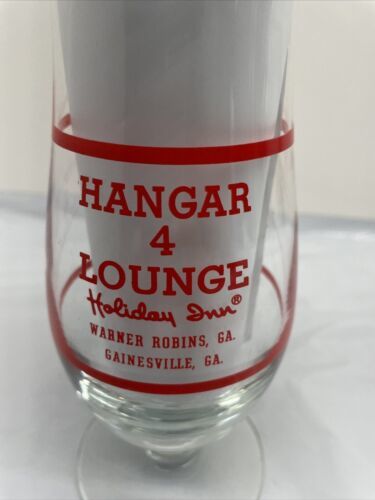 HANGAR
4
LOUNGE
Holiday Inn®
WARNER ROBINS, GA.
GAINESVILLE, GA.